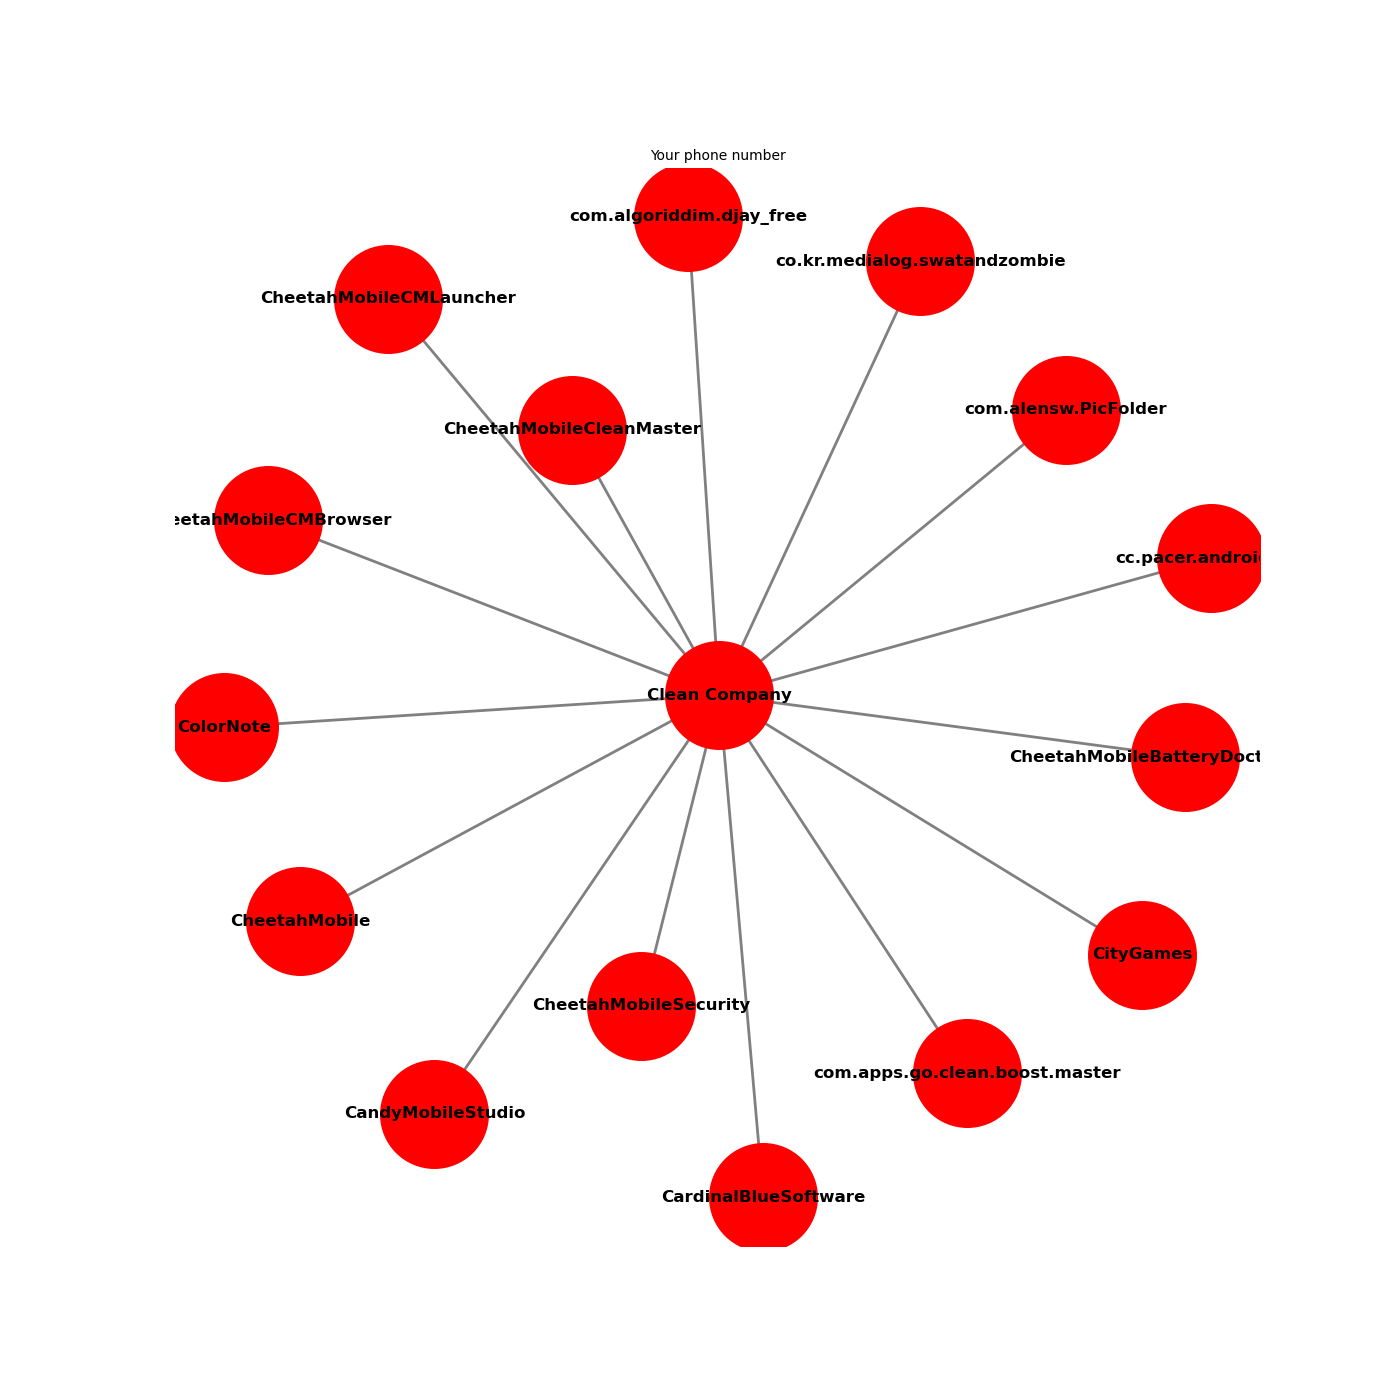 Your phone number
com.algoriddim.djay_free
co.kr.medialog.swatandzombie
CheetahMobileCMLauncher
com.alensw.PicFolder
CheetahMobileCleanMaster
eetahMobileCMBrowser
cc.pacer.androi
Clean Company
ColorNote
CheetahMobileBatteryDoct
CheetahMobile
CityGames
CheetahMobileSecurity
com.apps.go.clean.boost.master
CandyMobileStudio
CardinalBlueSoftware